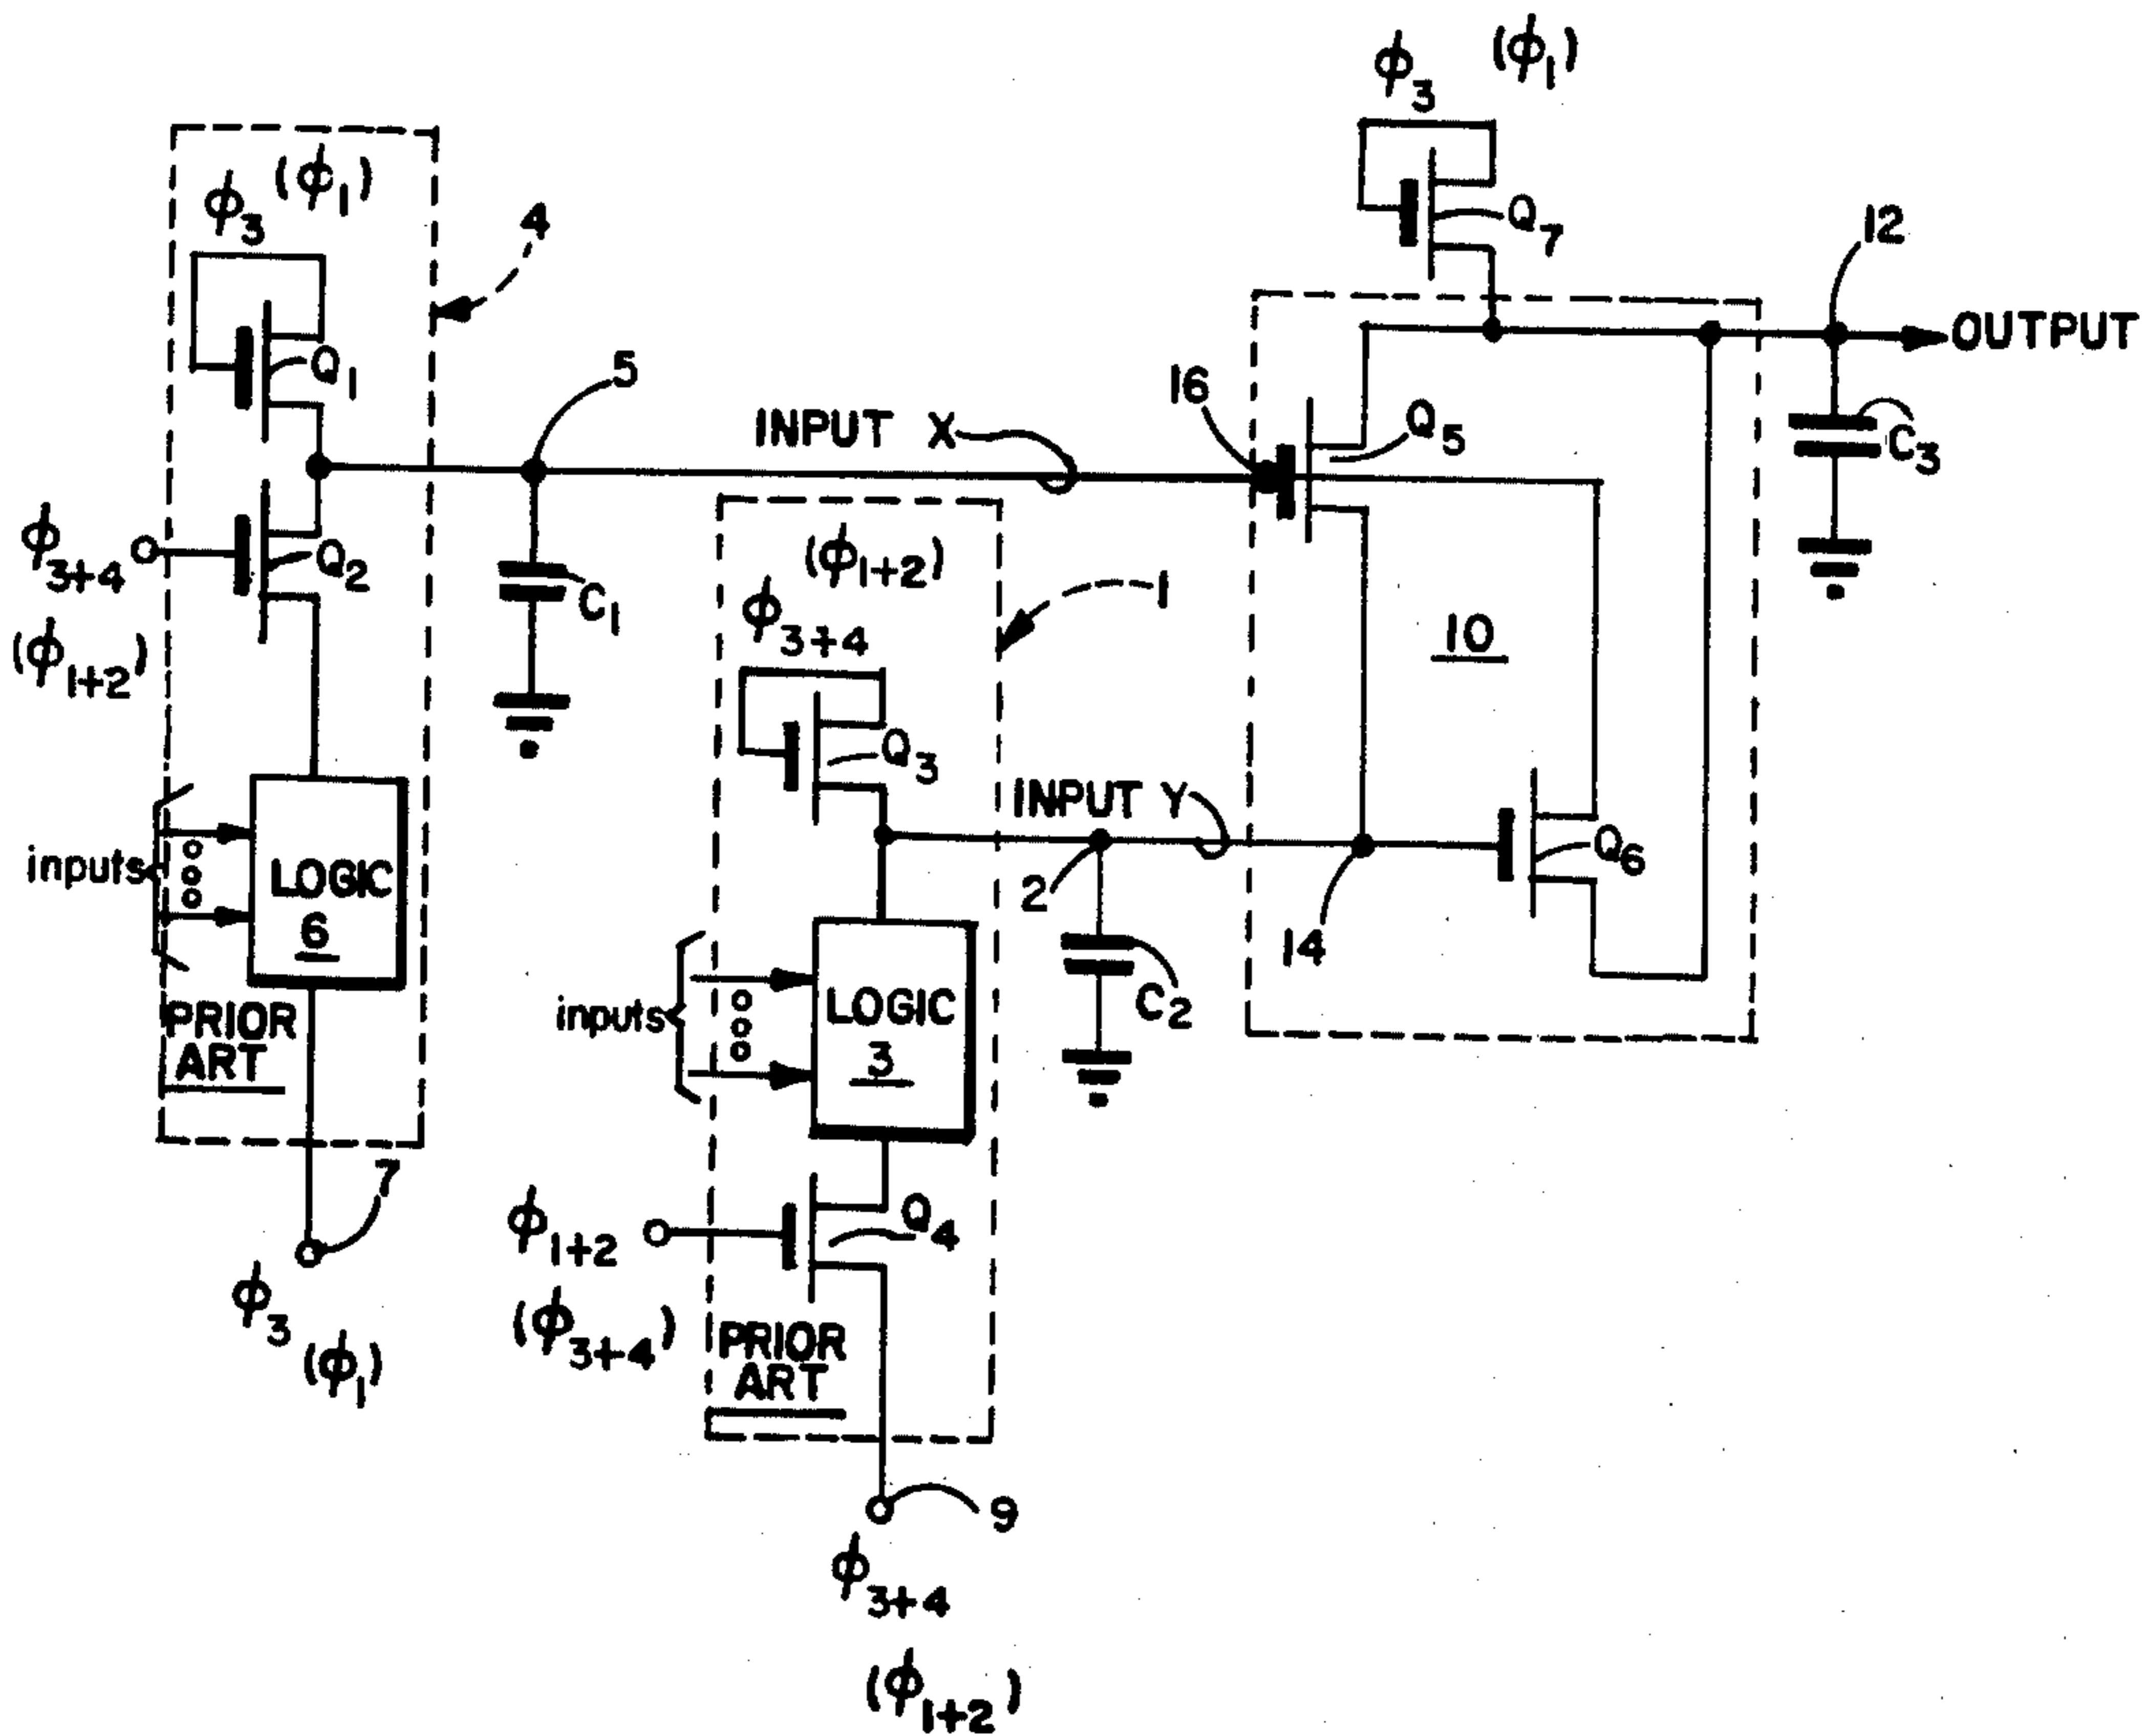 ϕ3 (ϕ1)
Q1
ϕ3+4
(ϕ1+2)
Q2
inputs
LOGIC
6
PRIOR
ART
7
ϕ3
(ϕ1)
4
5
C1
INPUT X
(ϕ1+2)
ϕ3+4
1
Q3
INPUT Y
2
C2
inputs
LOGIC
3
ϕ1+2
(ϕ3+4)
Q4
PRIOR
ART
9
ϕ3+4
(ϕ1+2)
ϕ3 (ϕ1)
Q7
12
OUTPUT
C3
16
Q5
10
Q6
14